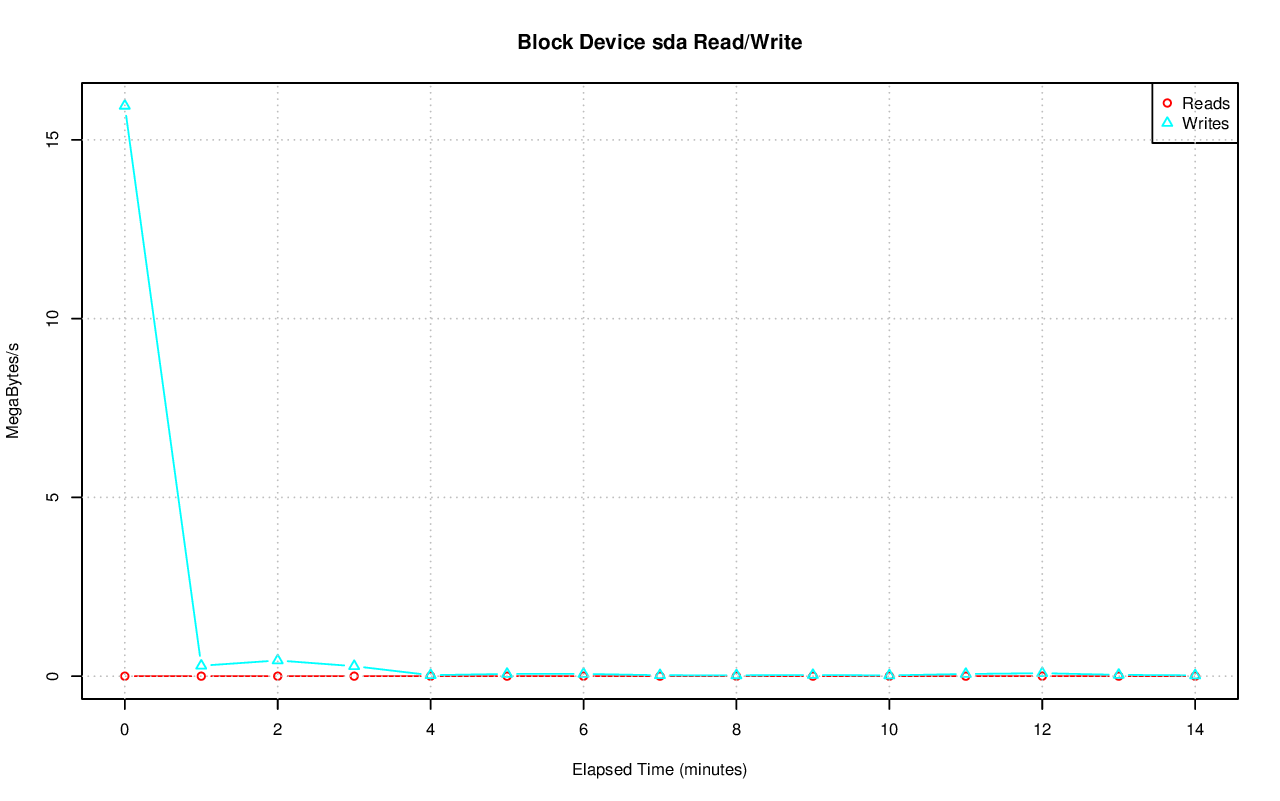 Block Device sda Read/Write
Reads
Writes
MegaBytes/s
15
10
5
0
0 2 4 6 8 10 12 14
Elapsed Time (minutes)